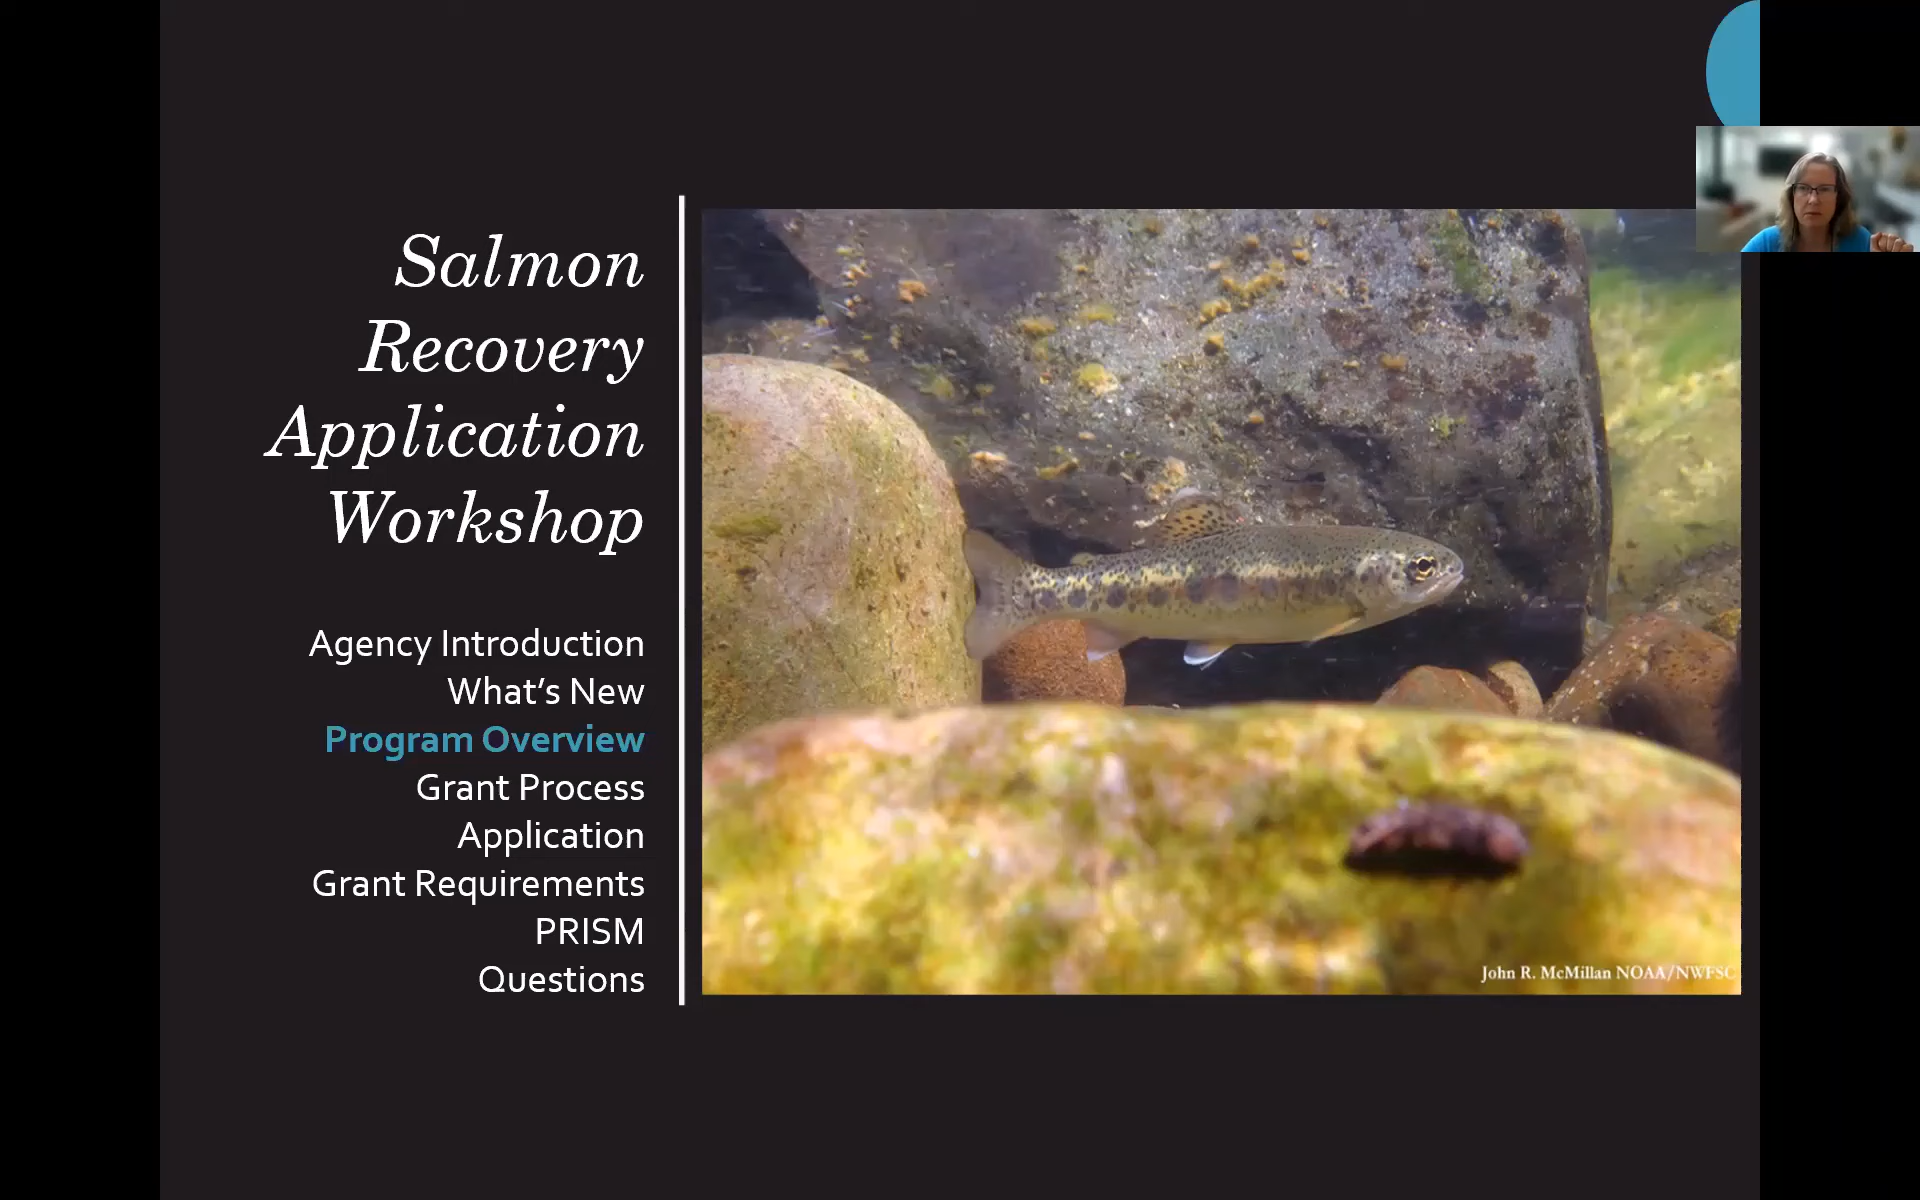 Salmon
Recovery
Application
Workshop
Agency Introduction
What's New
Program Overview
Grant Process
Application
Grant Requirements
PRISM
Questions
John R. McMillan NOAA/NWFSC